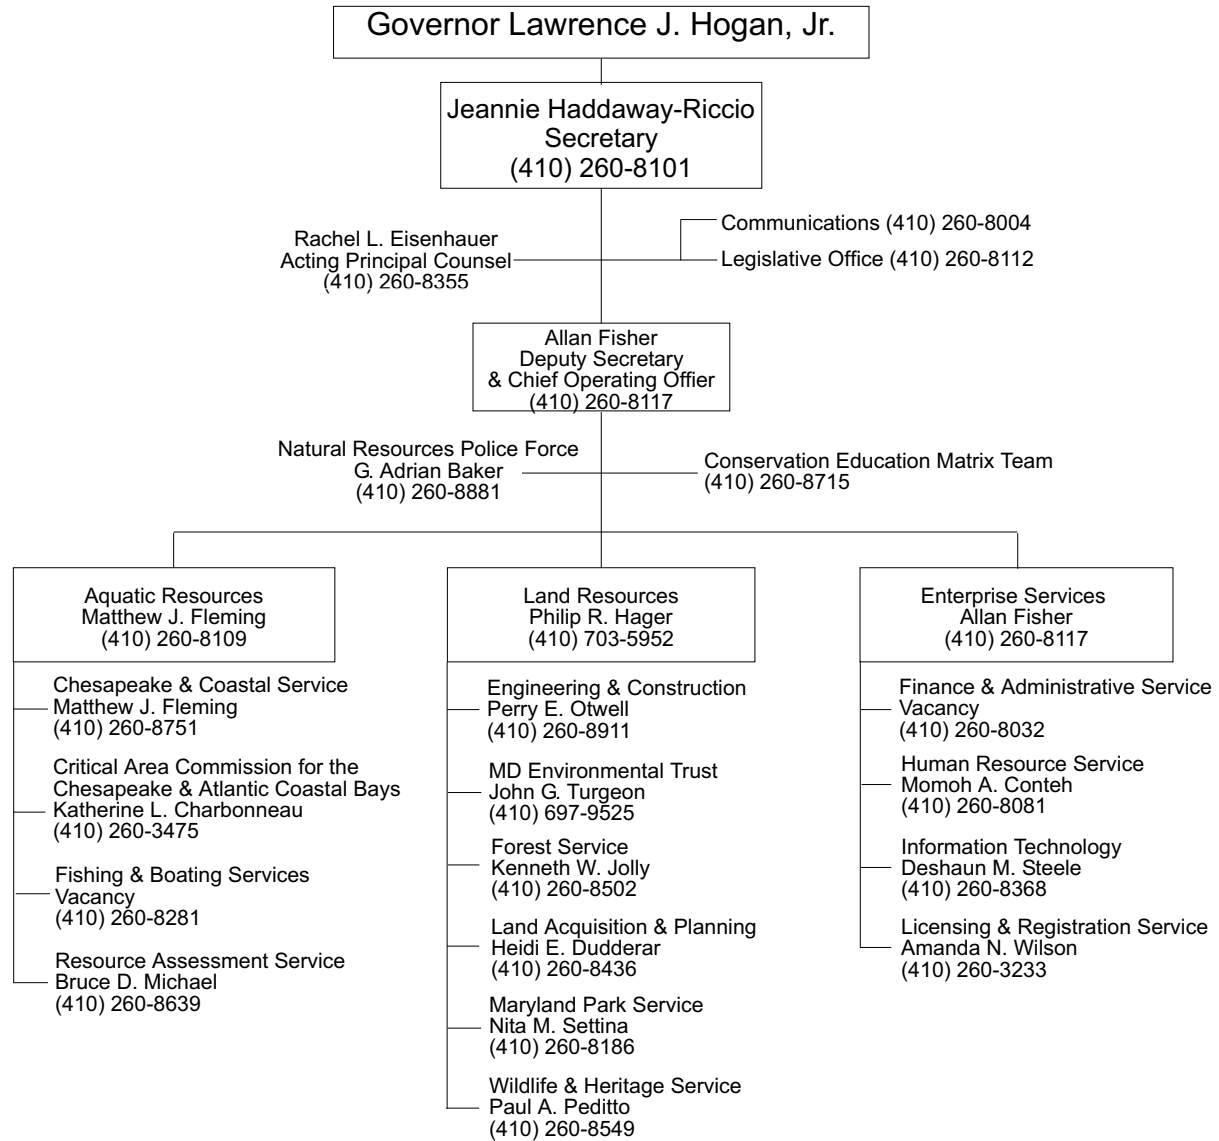 Governor Lawrence J. Hogan, Jr.
Jeannie Haddaway-Riccio
Secretary
(410) 260-8101
Rachel L. Eisenhauer
Acting Principal Counsel
(410) 260-8355
Communications (410) 260-8004
Legislative Office (410) 260-8112
Allan Fisher
Deputy Secretary
& Chief Operating Offier
(410) 260-8117
Natural Resources Police Force
G. Adrian Baker
(410) 260-8881
Conservation Education Matrix Team
(410) 260-8715
Aquatic Resources
Matthew J. Fleming
(410) 260-8109
Chesapeake & Coastal Service
Matthew J. Fleming
(410) 260-8751
Critical Area Commission for the
Chesapeake & Atlantic Coastal Bays
Katherine L. Charbonneau
(410) 260-3475
Fishing & Boating Services
Vacancy
(410) 260-8281
Resource Assessment Service
Bruce D. Michael
(410) 260-8639
Land Resources
Philip R. Hager
(410) 703-5952
Engineering & Construction
Perry E. Otwell
(410) 260-8911
MD Environmental Trust
John G. Turgeon
(410) 697-9525
Forest Service
Kenneth W. Jolly
(410) 260-8502
Land Acquisition & Planning
Heidi E. Dudderar
(410) 260-8436
Maryland Park Service
Nita M. Settina
(410) 260-8186
Wildlife & Heritage Service
Paul A. Peditto
(410) 260-8549
Enterprise Services
Allan Fisher
(410) 260-8117
Finance & Administrative Service
Vacancy
(410) 260-8032
Human Resource Service
Momoh A. Conteh
(410) 260-8081
Information Technology
Deshaun M. Steele
(410) 260-8368
Licensing & Registration Service
Amanda N. Wilson
(410) 260-3233